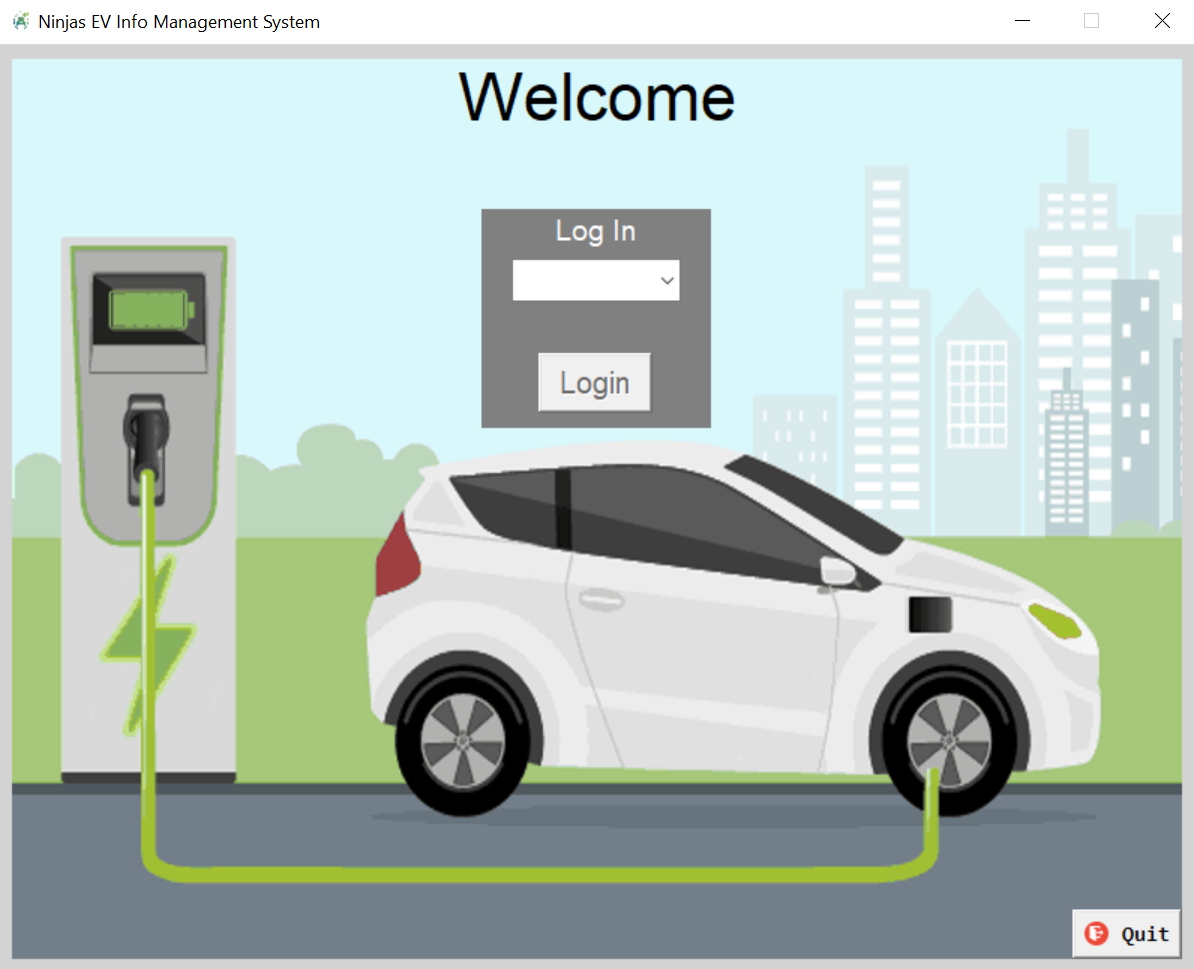 Ninjas EV Info Management System
Welcome
Log In
Login
Quit